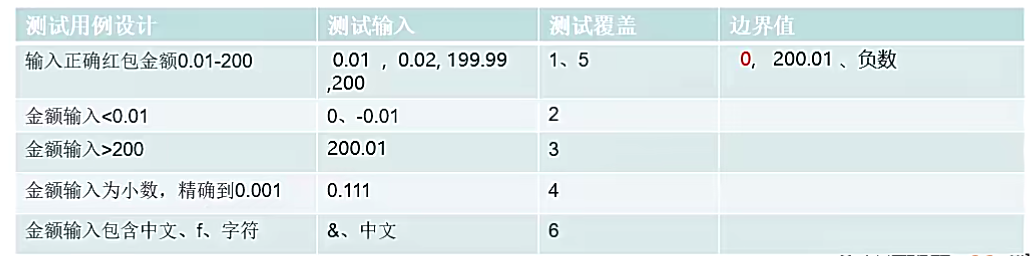 测试用例设计 测试输入 测试覆盖 边界值
输入正确红包金额0.01-200 0.01 , 0.02, 199.99 1、5 0, 200.01 、负数
,200
金额输入<0.01 0、-0.01 2
金额输入>200 200.01 3
金额输入为小数，精确到0.001 0.111 4
金额输入包含中文、f、字符 &、中文 6